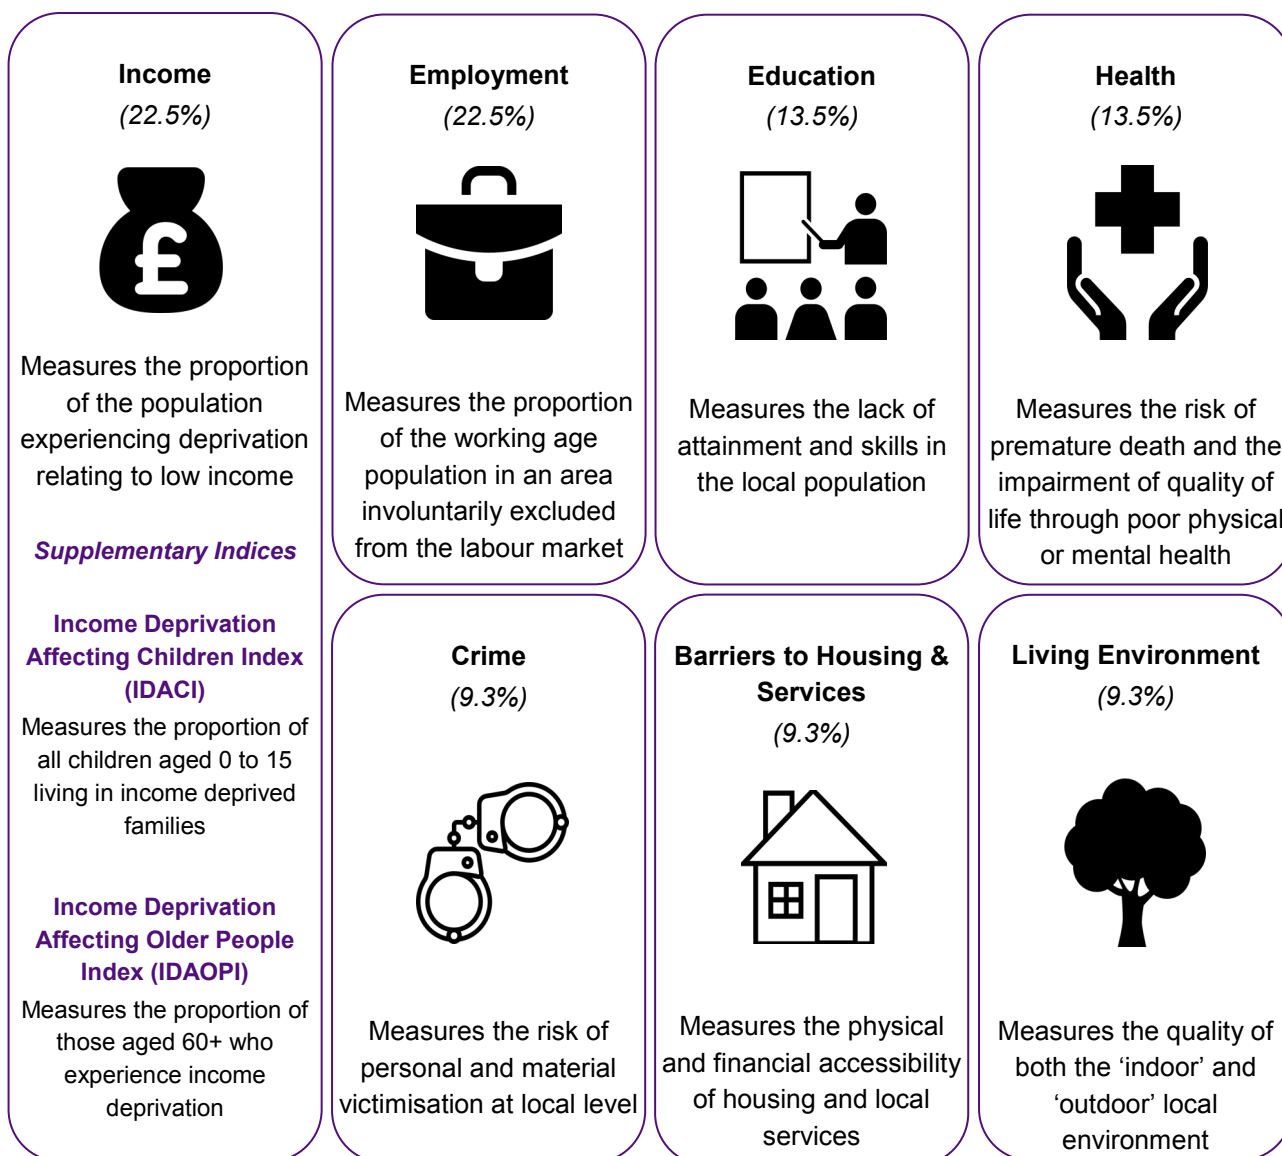 Income
(22.5%)
£
Measures the proportion
of the population
experiencing deprivation
relating to low income
Supplementary Indices
Income Deprivation
Affecting Children Index
(IDACI)
Measures the proportion of
all children aged 0 to 15
living in income deprived
families
Income Deprivation
Affecting Older People
Index (IDAOPI)
Measures the proportion of
those aged 60+ who
experience income
deprivation
Employment
(22.5%)
Measures the proportion
of the working age
population in an area
involuntarily excluded
from the labour market
Education
(13.5%)
Measures the lack of
attainment and skills in
the local population
Health
(13.5%)
Measures the risk of
premature death and the
impairment of quality of
life through poor physical
or mental health
Crime
(9.3%)
Measures the risk of
personal and material
victimisation at local level
Barriers to Housing &
Services
(9.3%)
Measures the physical
and financial accessibility
of housing and local
services
Living Environment
(9.3%)
Measures the quality of
both the ‘indoor’ and
‘outdoor’ local
environment